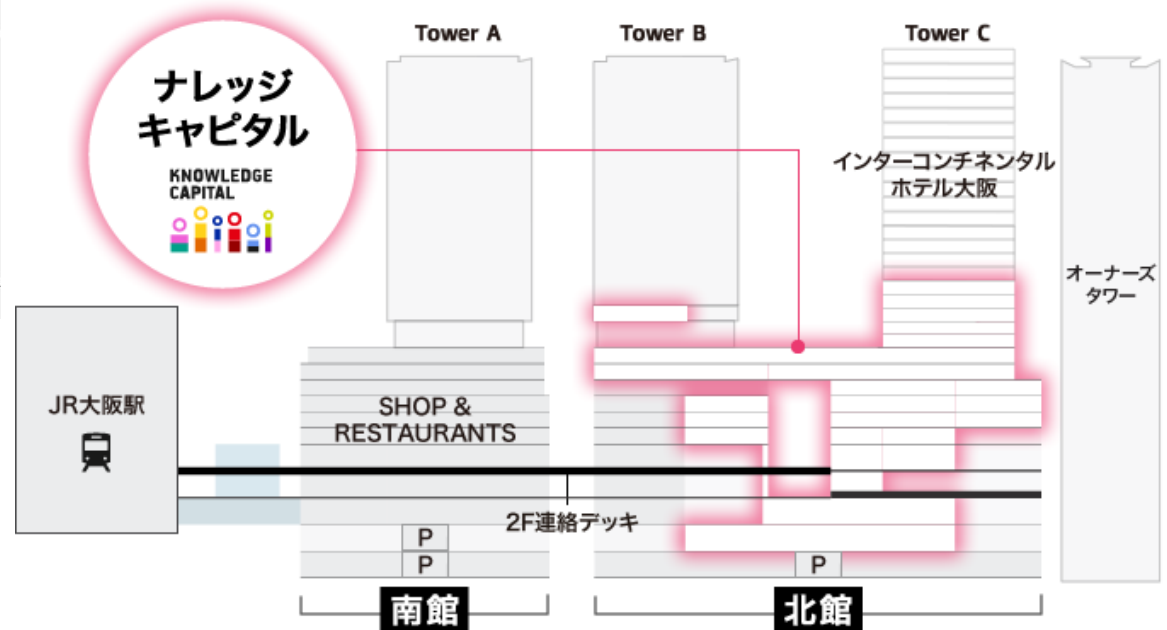 Tower A
Tower B
Tower C
ナレッジ
キャピタル
KNOWLEDGE
CAPITAL
インターコンチネンタル
ホテル大阪
オーナーズ
タワー
JR大阪駅
SHOP &
RESTAURANTS
2F連絡デッキ
P
P
P
南館
北館